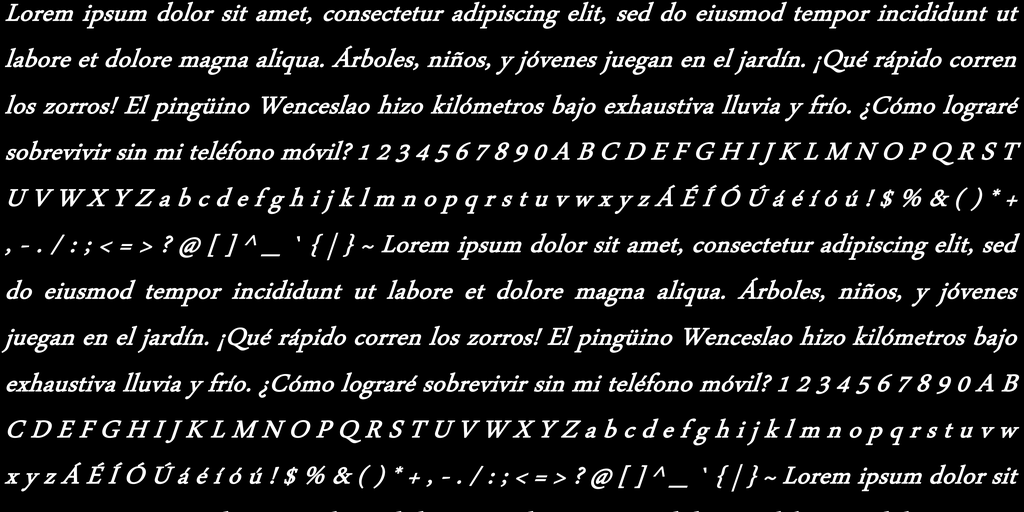 Lorem ipsum dolor sit amet, consectetur adipiscing elit, sed do eiusmod tempor incididunt ut
labore et dolore magna aliqua. Árboles, niños, y jóvenes juegan en el jardín. ¡Qué rápido corren
los zorros! El pingüino Wenceslao hizo kilómetros bajo exhaustiva lluvia y frío. ¿Cómo lograré
sobrevivir sin mi teléfono móvil? 1 2 3 4 5 6 7 8 9 0 A B C D E F G H I J K L M N O P Q R S T
U V W X Y Z a b c d e f g h i j k l m n o p q r s t u v w x y z Á É Í Ó Ú á é í ó ú ! $ % & ( ) * +
, - . / : ; < = > ? @ [ ] ^ _ ` { | } ~ Lorem ipsum dolor sit amet, consectetur adipiscing elit, sed
do eiusmod tempor incididunt ut labore et dolore magna aliqua. Árboles, niños, y jóvenes
juegan en el jardín. ¡Qué rápido corren los zorros! El pingüino Wenceslao hizo kilómetros bajo
exhaustiva lluvia y frío. ¿Cómo lograré sobrevivir sin mi teléfono móvil? 1 2 3 4 5 6 7 8 9 0 A B
C D E F G H I J K L M N O P Q R S T U V W X Y Z a b c d e f g h i j k l m n o p q r s t u v w
x y z Á É Í Ó Ú á é í ó ú ! $ % & ( ) * + , - . / : ; < = > ? @ [ ] ^ _ ` { | } ~ Lorem ipsum dolor sit